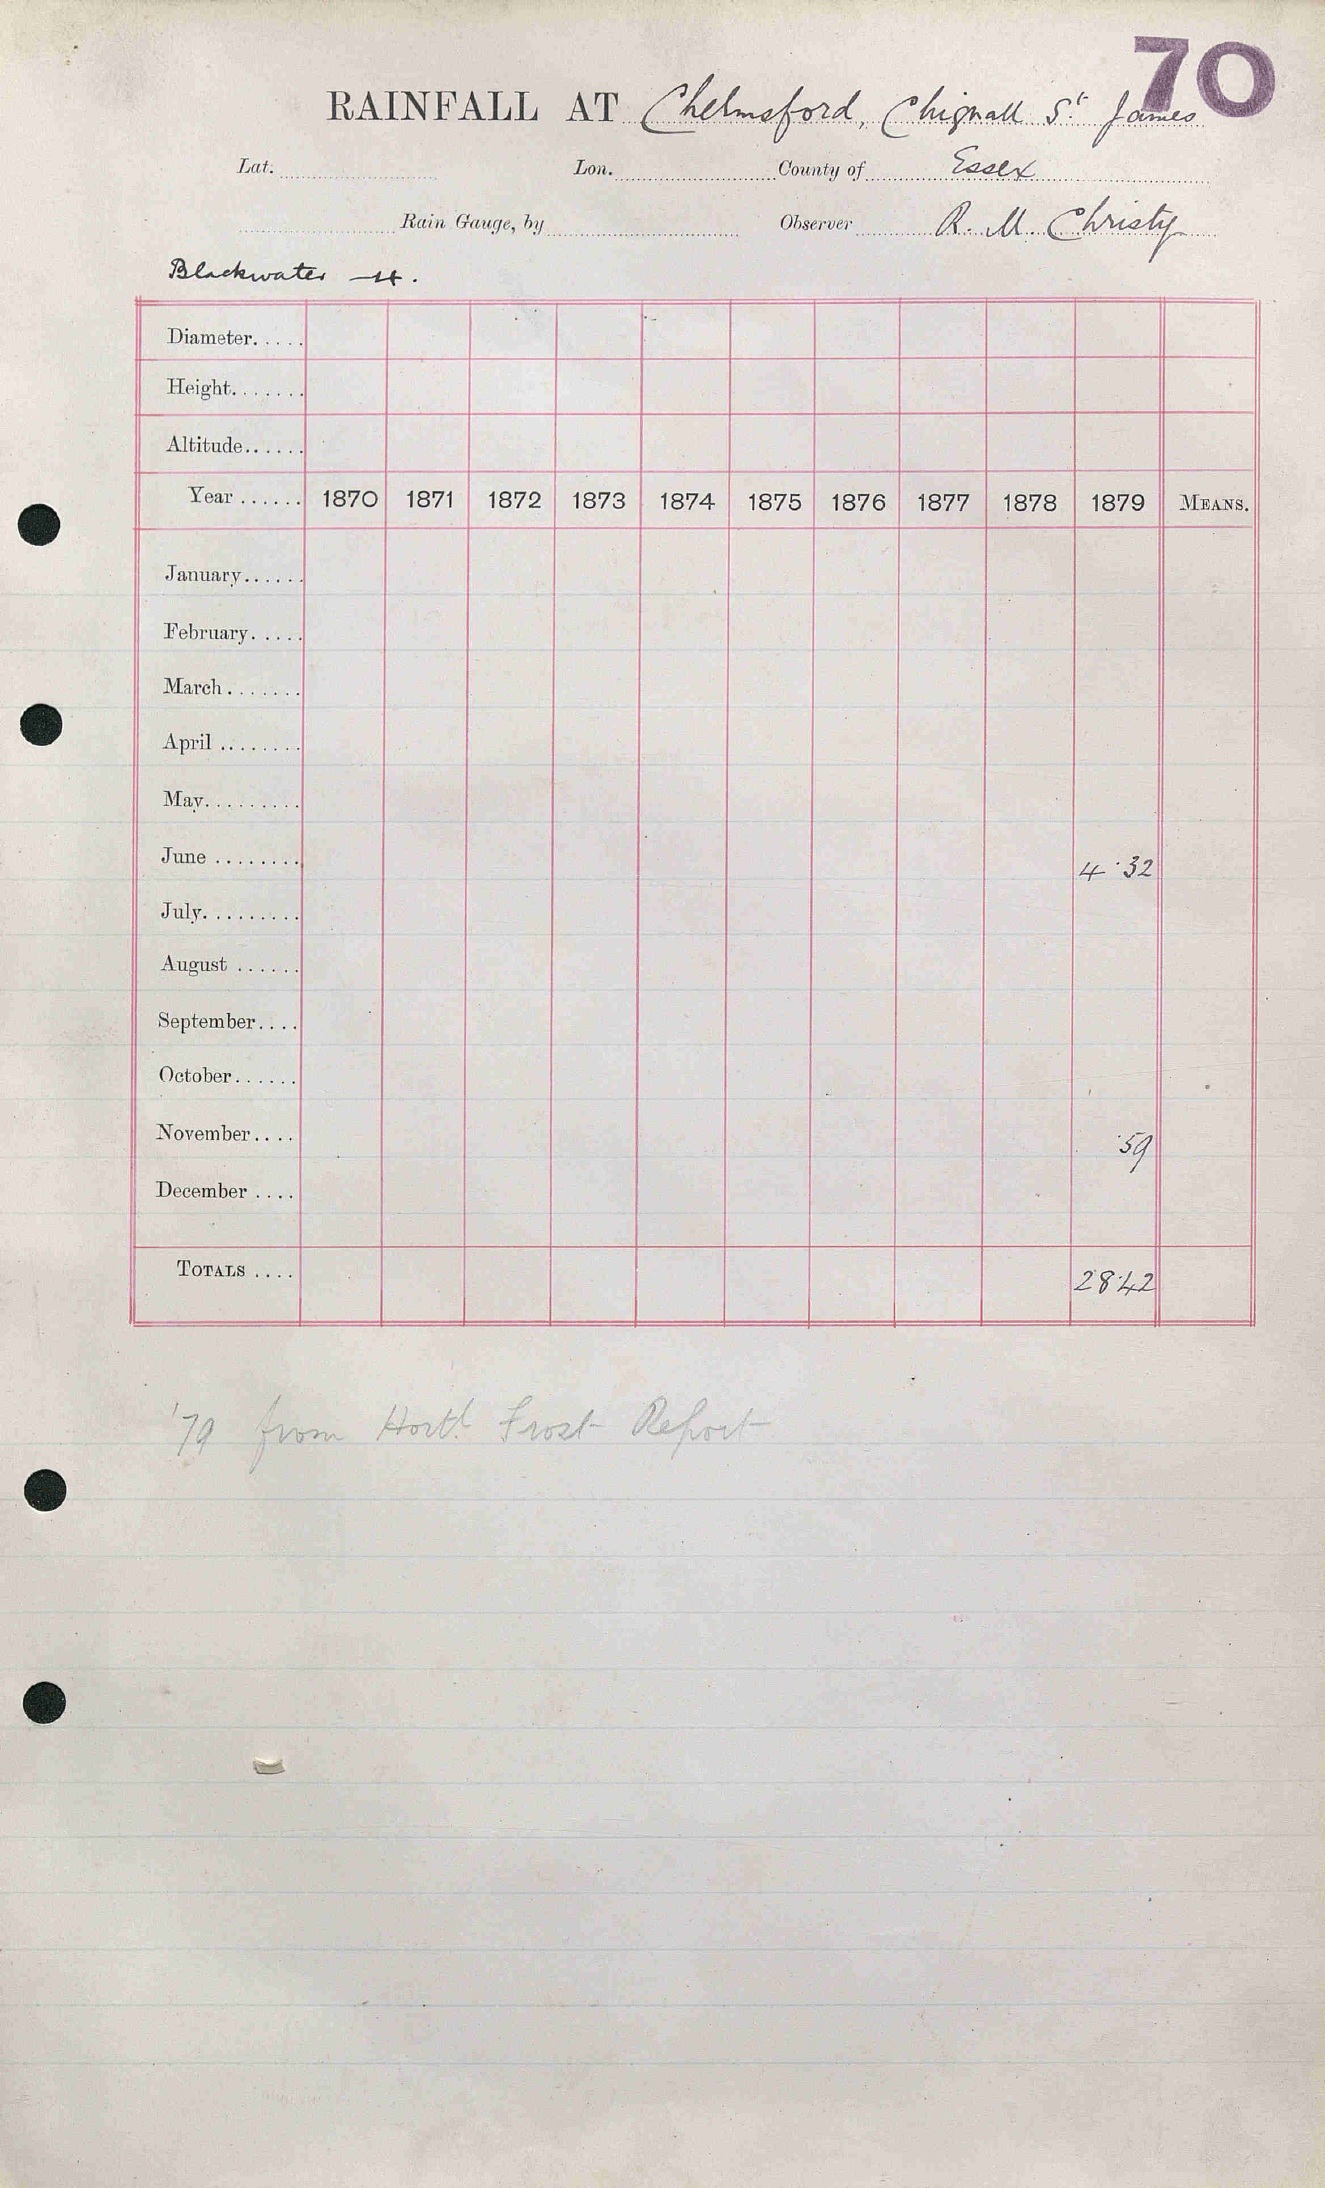 70
RAINFALL AT Chelmsford, Chignall St. James
Lat. Lon. County of Essex
Rain Gauge, by Observer R. M. Christy
Blackwater —4.
Diameter.....
Height.......
Altitude......
Year ...... 1870 1871 1872 1873 1874 1875 1876 1877 1878 1879 MEANS.
January......
February.....
March.......
April ........
May.........
June ........ 4·32
July.........
August ......
September....
October......
November.... ·59
December ....
TOTALS .... 28·42
'79 from Hortl. Frost Report